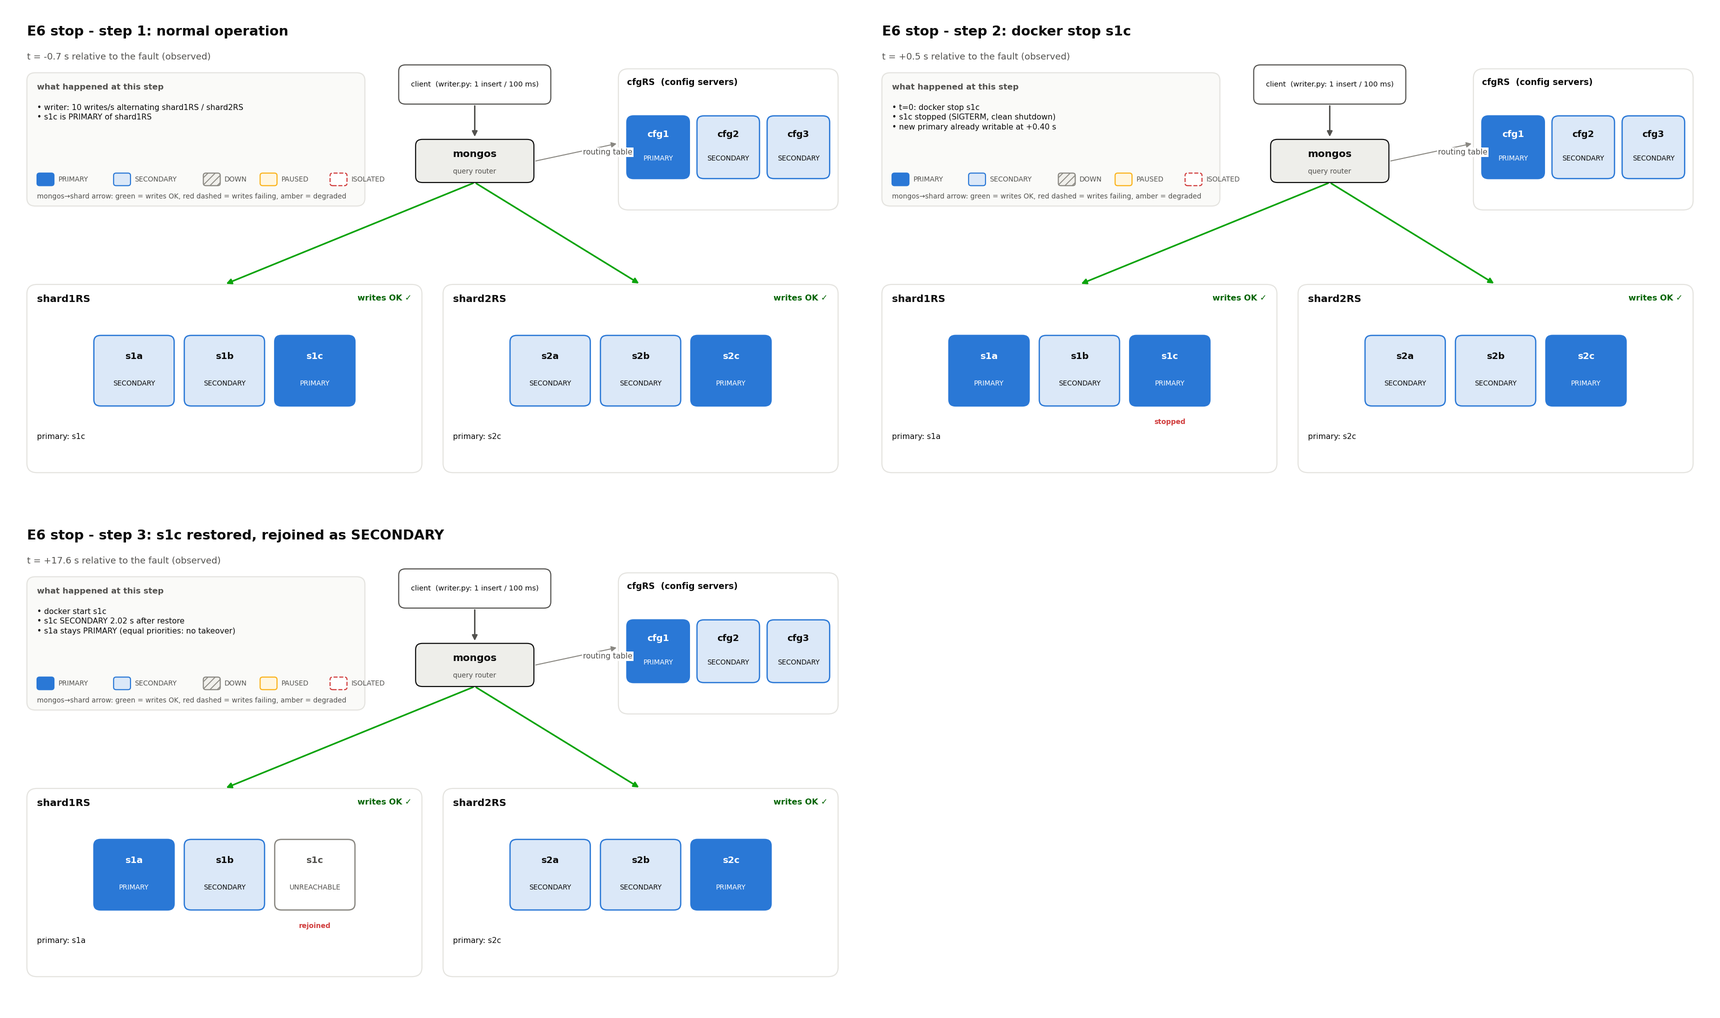 E6 stop - step 1: normal operation
t = -0.7 s relative to the fault (observed)
what happened at this step
• writer: 10 writes/s alternating shard1RS / shard2RS
• s1c is PRIMARY of shard1RS
PRIMARY SECONDARY DOWN PAUSED ISOLATED
mongos→shard arrow: green = writes OK, red dashed = writes failing, amber = degraded
client (writer.py: 1 insert / 100 ms)
mongos
query router
routing table
cfgRS (config servers)
cfg1 cfg2 cfg3
PRIMARY SECONDARY SECONDARY
shard1RS writes OK ✓
s1a s1b s1c
SECONDARY SECONDARY PRIMARY
primary: s1c
shard2RS writes OK ✓
s2a s2b s2c
SECONDARY SECONDARY PRIMARY
primary: s2c
E6 stop - step 2: docker stop s1c
t = +0.5 s relative to the fault (observed)
what happened at this step
• t=0: docker stop s1c
• s1c stopped (SIGTERM, clean shutdown)
• new primary already writable at +0.40 s
PRIMARY SECONDARY DOWN PAUSED ISOLATED
mongos→shard arrow: green = writes OK, red dashed = writes failing, amber = degraded
client (writer.py: 1 insert / 100 ms)
mongos
query router
routing table
cfgRS (config servers)
cfg1 cfg2 cfg3
PRIMARY SECONDARY SECONDARY
shard1RS writes OK ✓
s1a s1b s1c
PRIMARY SECONDARY PRIMARY
stopped
primary: s1a
shard2RS writes OK ✓
s2a s2b s2c
SECONDARY SECONDARY PRIMARY
primary: s2c
E6 stop - step 3: s1c restored, rejoined as SECONDARY
t = +17.6 s relative to the fault (observed)
what happened at this step
• docker start s1c
• s1c SECONDARY 2.02 s after restore
• s1a stays PRIMARY (equal priorities: no takeover)
PRIMARY SECONDARY DOWN PAUSED ISOLATED
mongos→shard arrow: green = writes OK, red dashed = writes failing, amber = degraded
client (writer.py: 1 insert / 100 ms)
mongos
query router
routing table
cfgRS (config servers)
cfg1 cfg2 cfg3
PRIMARY SECONDARY SECONDARY
shard1RS writes OK ✓
s1a s1b s1c
PRIMARY SECONDARY UNREACHABLE
rejoined
primary: s1a
shard2RS writes OK ✓
s2a s2b s2c
SECONDARY SECONDARY PRIMARY
primary: s2c